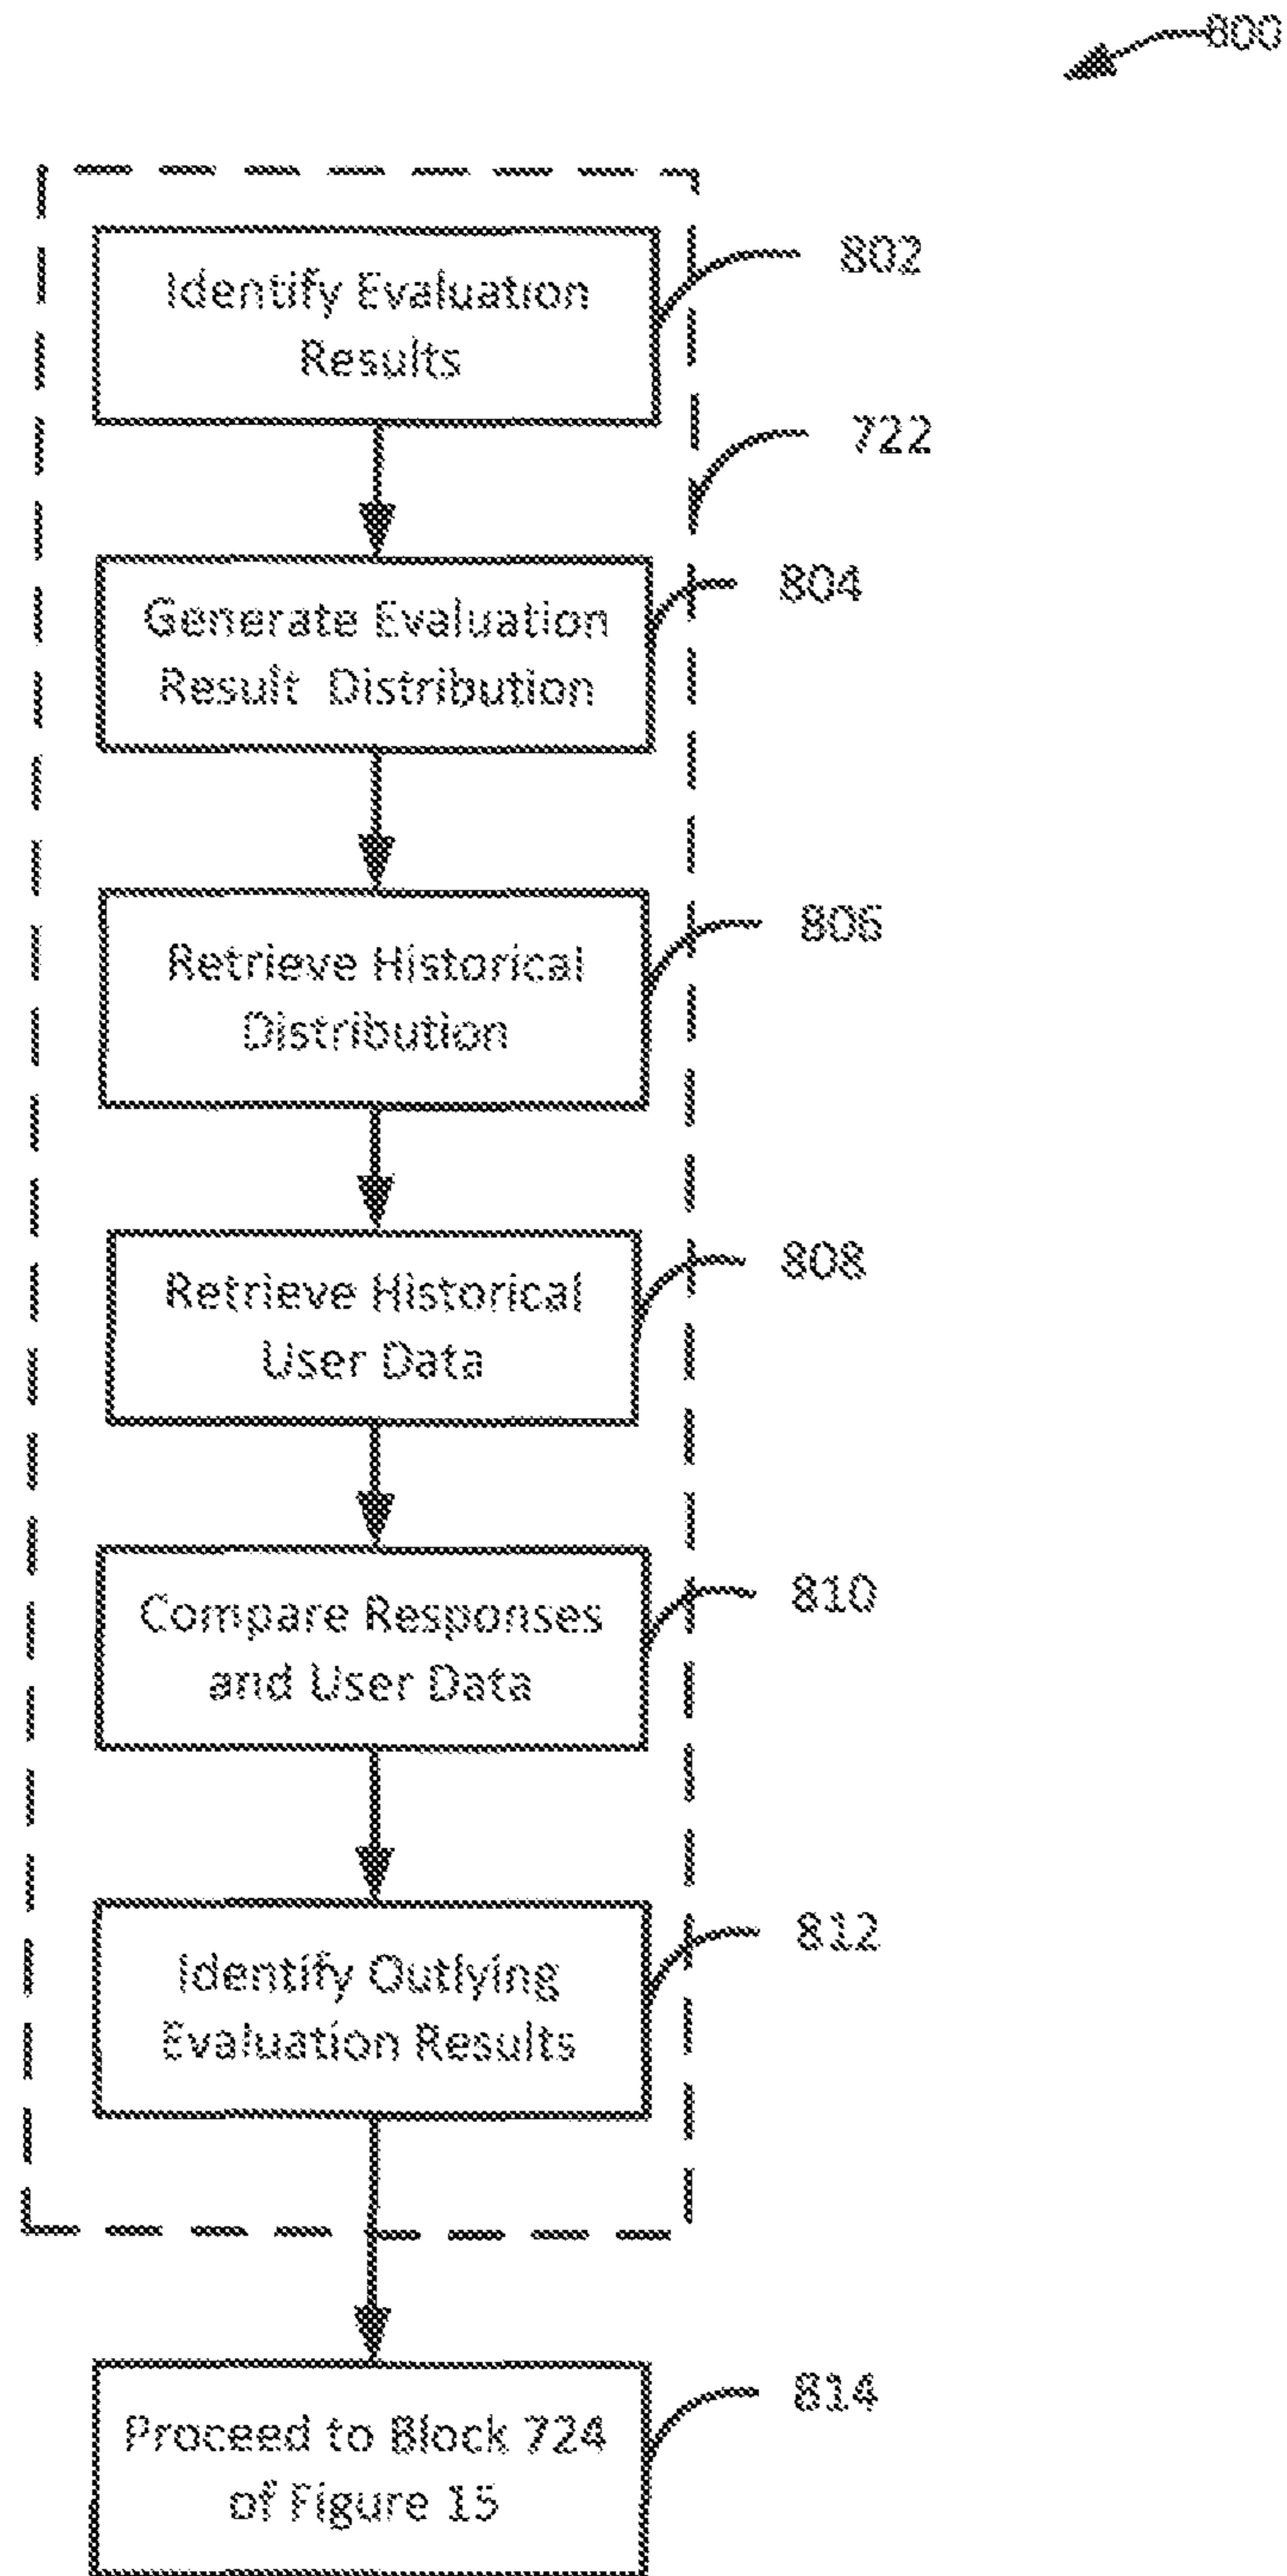 800
Identify Evaluation
Results
802
722
Generate Evaluation
Result Distribution
804
Retrieve Historical
Distribution
806
Retrieve Historical
User Data
808
Compare Responses
and User Data
810
Identify Outlying
Evaluation Results
812
Proceed to Block 724
of Figure 15
814